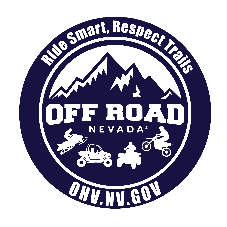 Ride Smart, Respect Trails
OFF ROAD
NEVADA
OHV.NV.GOV